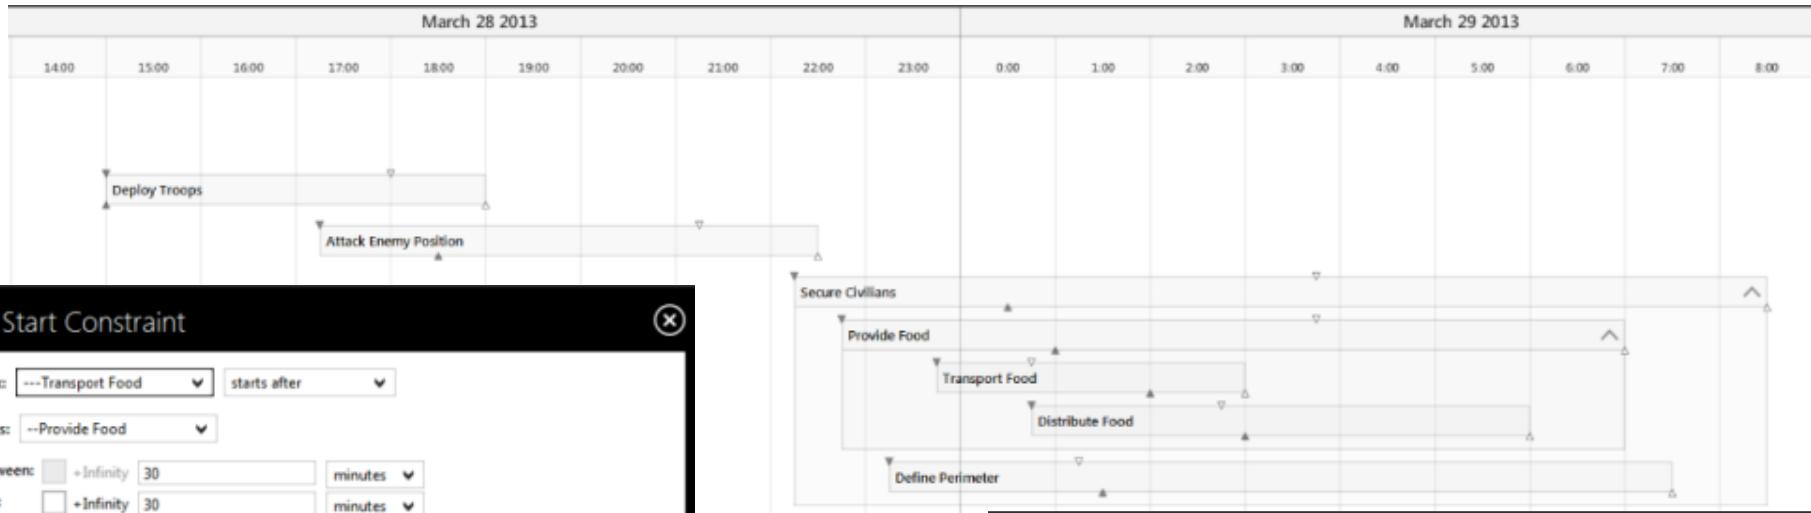 March 28 2013 March 29 2013
14:00 15:00 16:00 17:00 18:00 19:00 20:00 21:00 22:00 23:00 0:00 1:00 2:00 3:00 4:00 5:00 6:00 7:00 8:00
Deploy Troops
Attack Enemy Position
Secure Civilians
Provide Food
Transport Food
Distribute Food
Define Perimeter
Start Constraint
---Transport Food starts after
s: --Provide Food
ween: +Infinity 30 minutes
+Infinity 30 minutes